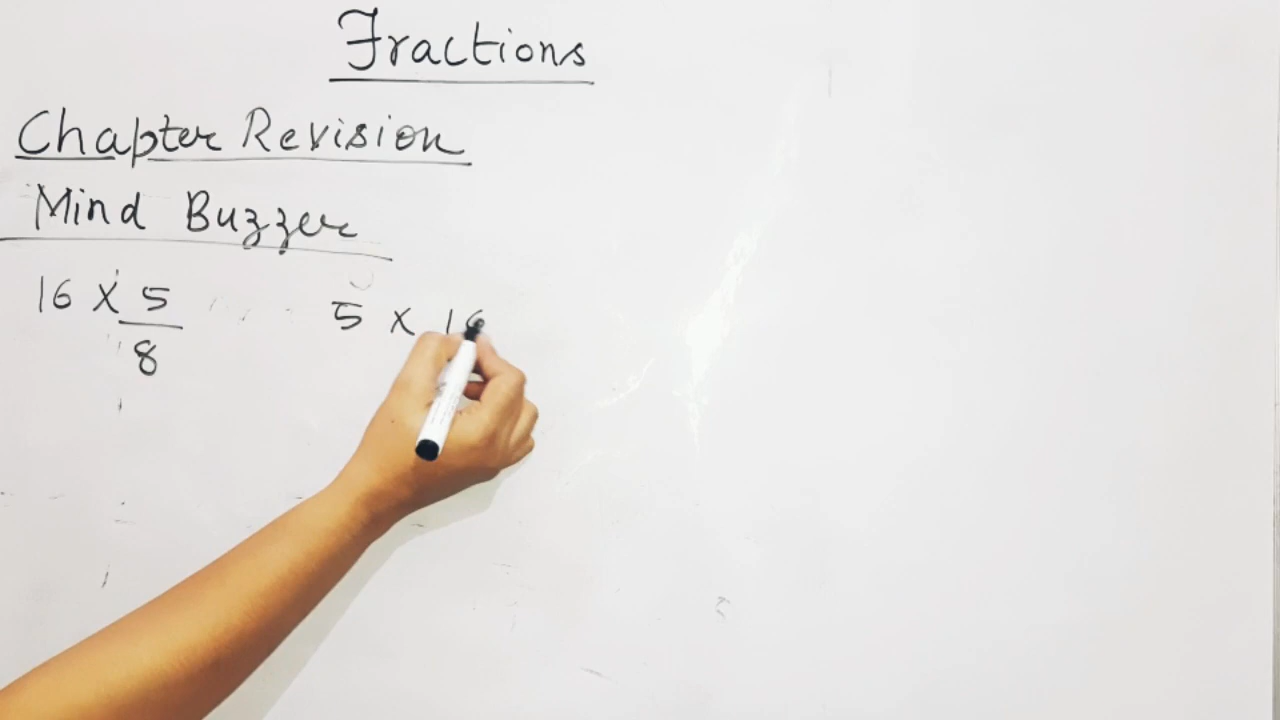 Fractions
Chapter Revision
Mind Buzzer
16 X 5 5 x 16
8